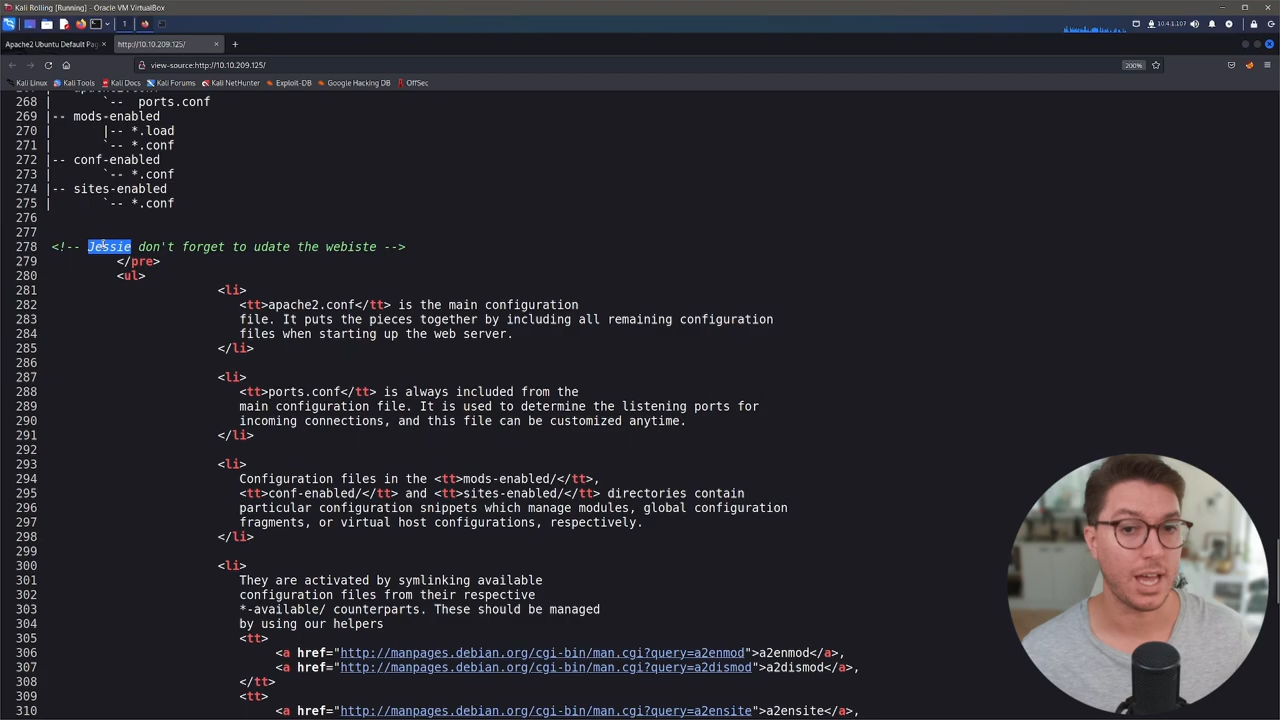 Kali Rolling [Running] - Oracle VM VirtualBox
1
10.4.1.107
Apache2 Ubuntu Default Pag
http://10.10.209.125/
view-source:http://10.10.209.125/
200%
Kali Linux Kali Tools Kali Docs Kali Forums Kali NetHunter Exploit-DB Google Hacking DB OffSec
268 | `-- ports.conf
269 |-- mods-enabled
270 | |-- *.load
271 | `-- *.conf
272 |-- conf-enabled
273 | `-- *.conf
274 |-- sites-enabled
275 | `-- *.conf
276
277
278 <!-- Jessie don't forget to udate the webiste -->
279 </pre>
280 <ul>
281 <li>
282 <tt>apache2.conf</tt> is the main configuration
283 file. It puts the pieces together by including all remaining configuration
284 files when starting up the web server.
285 </li>
286
287 <li>
288 <tt>ports.conf</tt> is always included from the
289 main configuration file. It is used to determine the listening ports for
290 incoming connections, and this file can be customized anytime.
291 </li>
292
293 <li>
294 Configuration files in the <tt>mods-enabled/</tt>,
295 <tt>conf-enabled/</tt> and <tt>sites-enabled/</tt> directories contain
296 particular configuration snippets which manage modules, global configuration
297 fragments, or virtual host configurations, respectively.
298 </li>
299
300 <li>
301 They are activated by symlinking available
302 configuration files from their respective
303 *-available/ counterparts. These should be managed
304 by using our helpers
305 <tt>
306 <a href="http://manpages.debian.org/cgi-bin/man.cgi?query=a2enmod">a2enmod</a>,
307 <a href="http://manpages.debian.org/cgi-bin/man.cgi?query=a2dismod">a2dismod</a>,
308 </tt>
309 <tt>
310 <a href="http://manpages.debian.org/cgi-bin/man.cgi?query=a2ensite">a2ensite</a>,